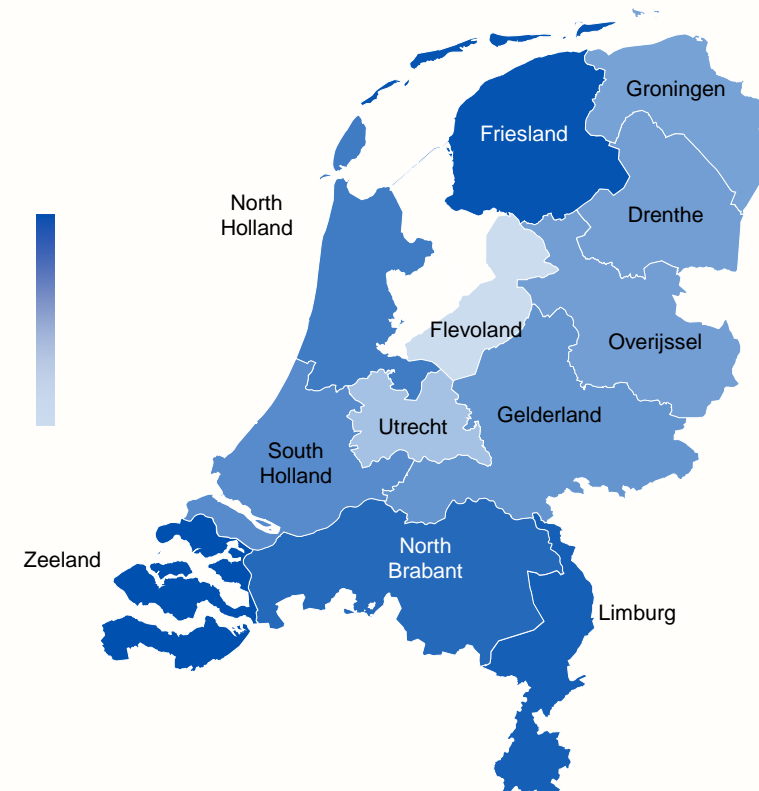 Groningen
Friesland
North
Holland
Drenthe
Flevoland
Overijssel
Gelderland
Utrecht
South
Holland
North
Brabant
Zeeland
Limburg